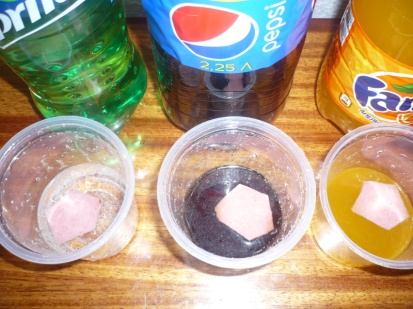 Sprite
pepsi
2.25 Л
Fan